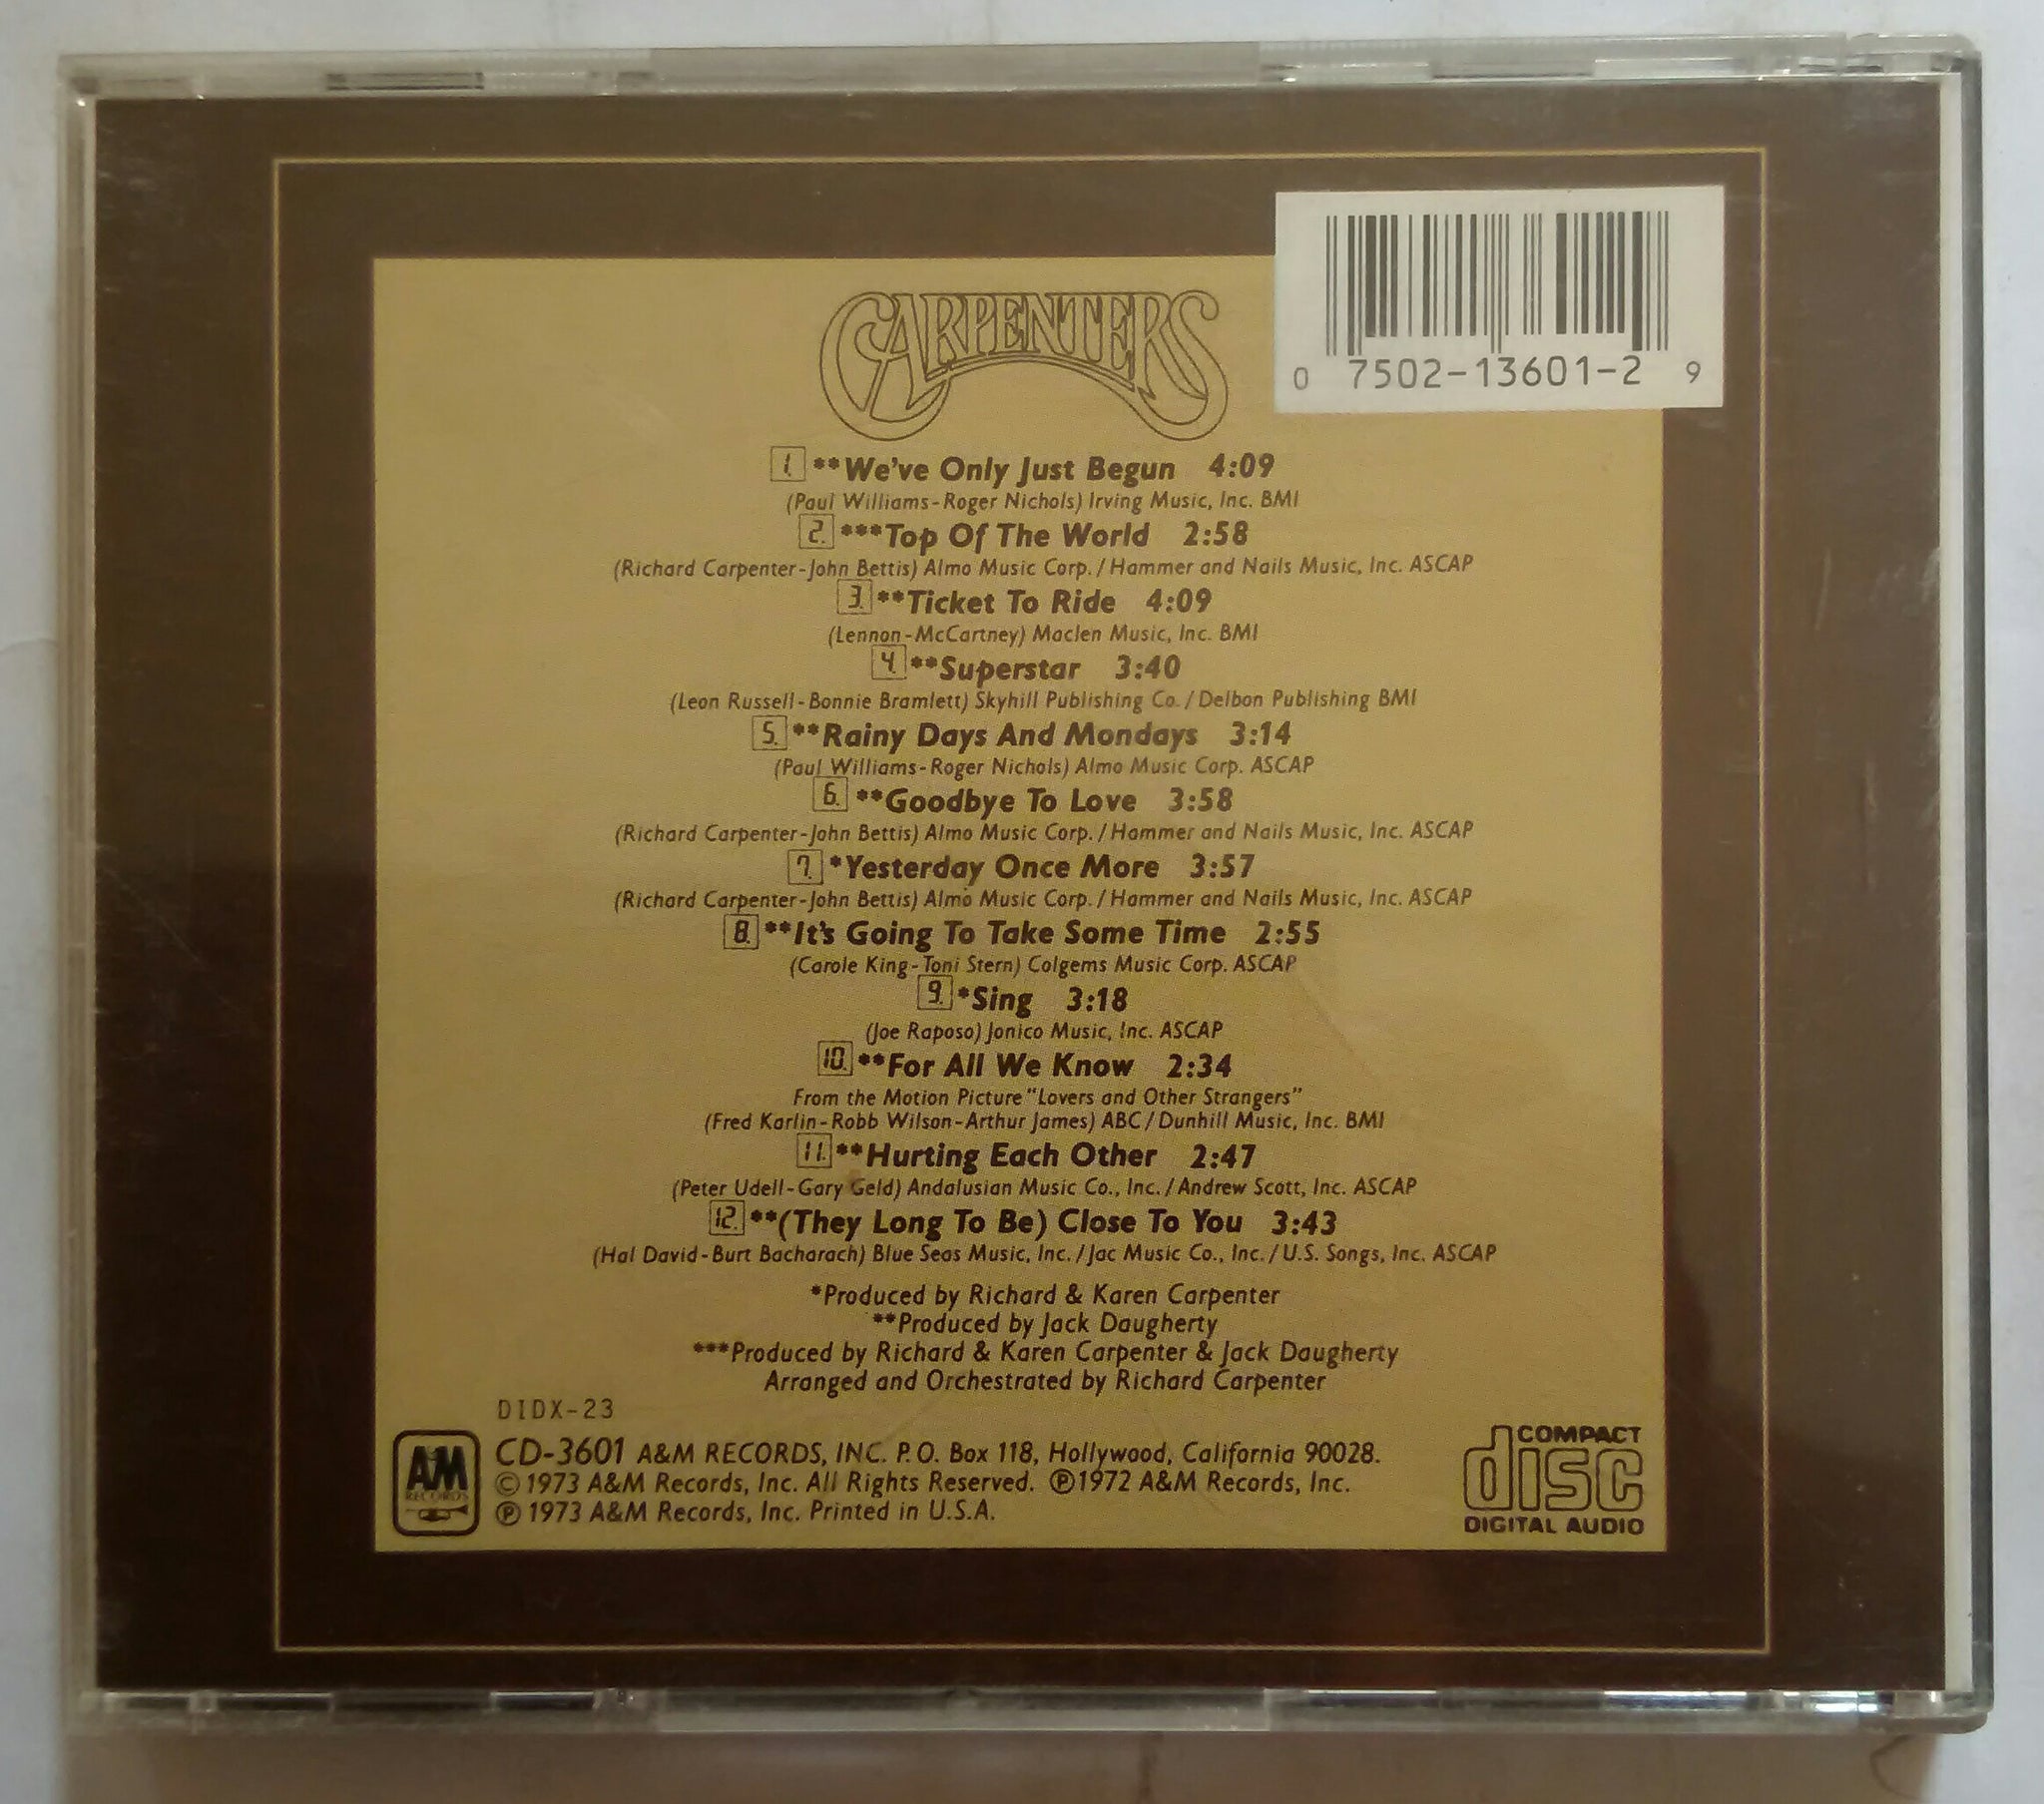 CARPENTERS
0 7502-13601-2 9
1. **We've Only Just Begun 4:09
(Paul Williams-Roger Nichols) Irving Music, Inc. BMI
2. ***Top Of The World 2:58
(Richard Carpenter-John Bettis) Almo Music Corp./Hammer and Nails Music, Inc. ASCAP
3. **Ticket To Ride 4:09
(Lennon-McCartney) Maclen Music, Inc. BMI
4. **Superstar 3:40
(Leon Russell-Bonnie Bramlett) Skyhill Publishing Co./Delbon Publishing BMI
5. **Rainy Days And Mondays 3:14
(Paul Williams-Roger Nichols) Almo Music Corp. ASCAP
6. **Goodbye To Love 3:58
(Richard Carpenter-John Bettis) Almo Music Corp./Hammer and Nails Music, Inc. ASCAP
7. *Yesterday Once More 3:57
(Richard Carpenter-John Bettis) Almo Music Corp./Hammer and Nails Music, Inc. ASCAP
8. **It's Going To Take Some Time 2:55
(Carole King-Toni Stern) Colgems Music Corp. ASCAP
9. *Sing 3:18
(Joe Raposo) Jonico Music, Inc. ASCAP
10. **For All We Know 2:34
From the Motion Picture "Lovers and Other Strangers"
(Fred Karlin-Robb Wilson-Arthur James) ABC/Dunhill Music, Inc. BMI
11. **Hurting Each Other 2:47
(Peter Udell-Gary Geld) Andalusian Music Co., Inc./Andrew Scott, Inc. ASCAP
12. **(They Long To Be) Close To You 3:43
(Hal David-Burt Bacharach) Blue Seas Music, Inc./Jac Music Co., Inc./U.S. Songs, Inc. ASCAP
*Produced by Richard & Karen Carpenter
**Produced by Jack Daugherty
***Produced by Richard & Karen Carpenter & Jack Daugherty
Arranged and Orchestrated by Richard Carpenter
DIDX-23
A&M RECORDS
CD-3601 A&M RECORDS, INC. P.O. Box 118, Hollywood, California 90028.
©1973 A&M Records, Inc. All Rights Reserved. ℗1972 A&M Records, Inc.
℗ 1973 A&M Records, Inc. Printed in U.S.A.
COMPACT
disc
DIGITAL AUDIO